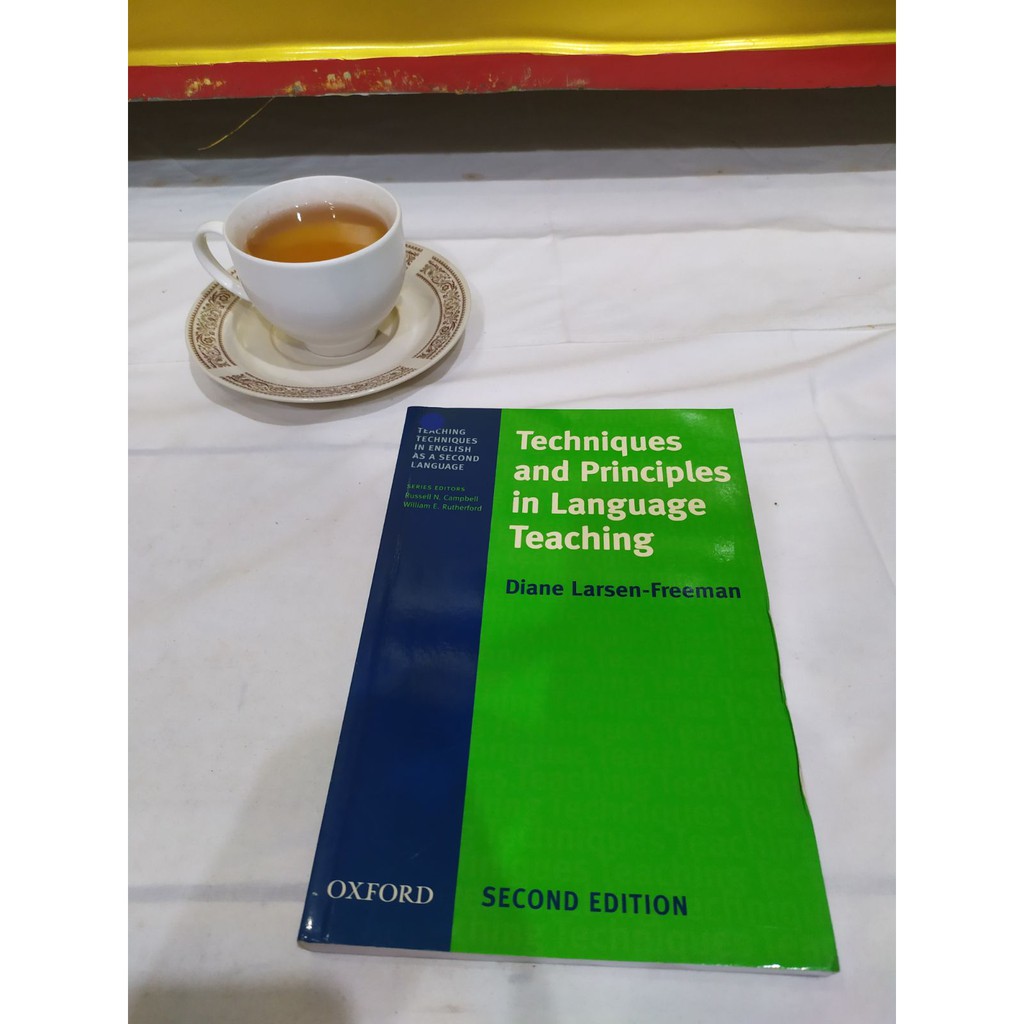 TEACHING
TECHNIQUES
IN ENGLISH
AS A SECOND
LANGUAGE
SERIES EDITORS
Russell N. Campbell
William E. Rutherford
Techniques
and Principles
in Language
Teaching
Diane Larsen-Freeman
OXFORD
SECOND EDITION